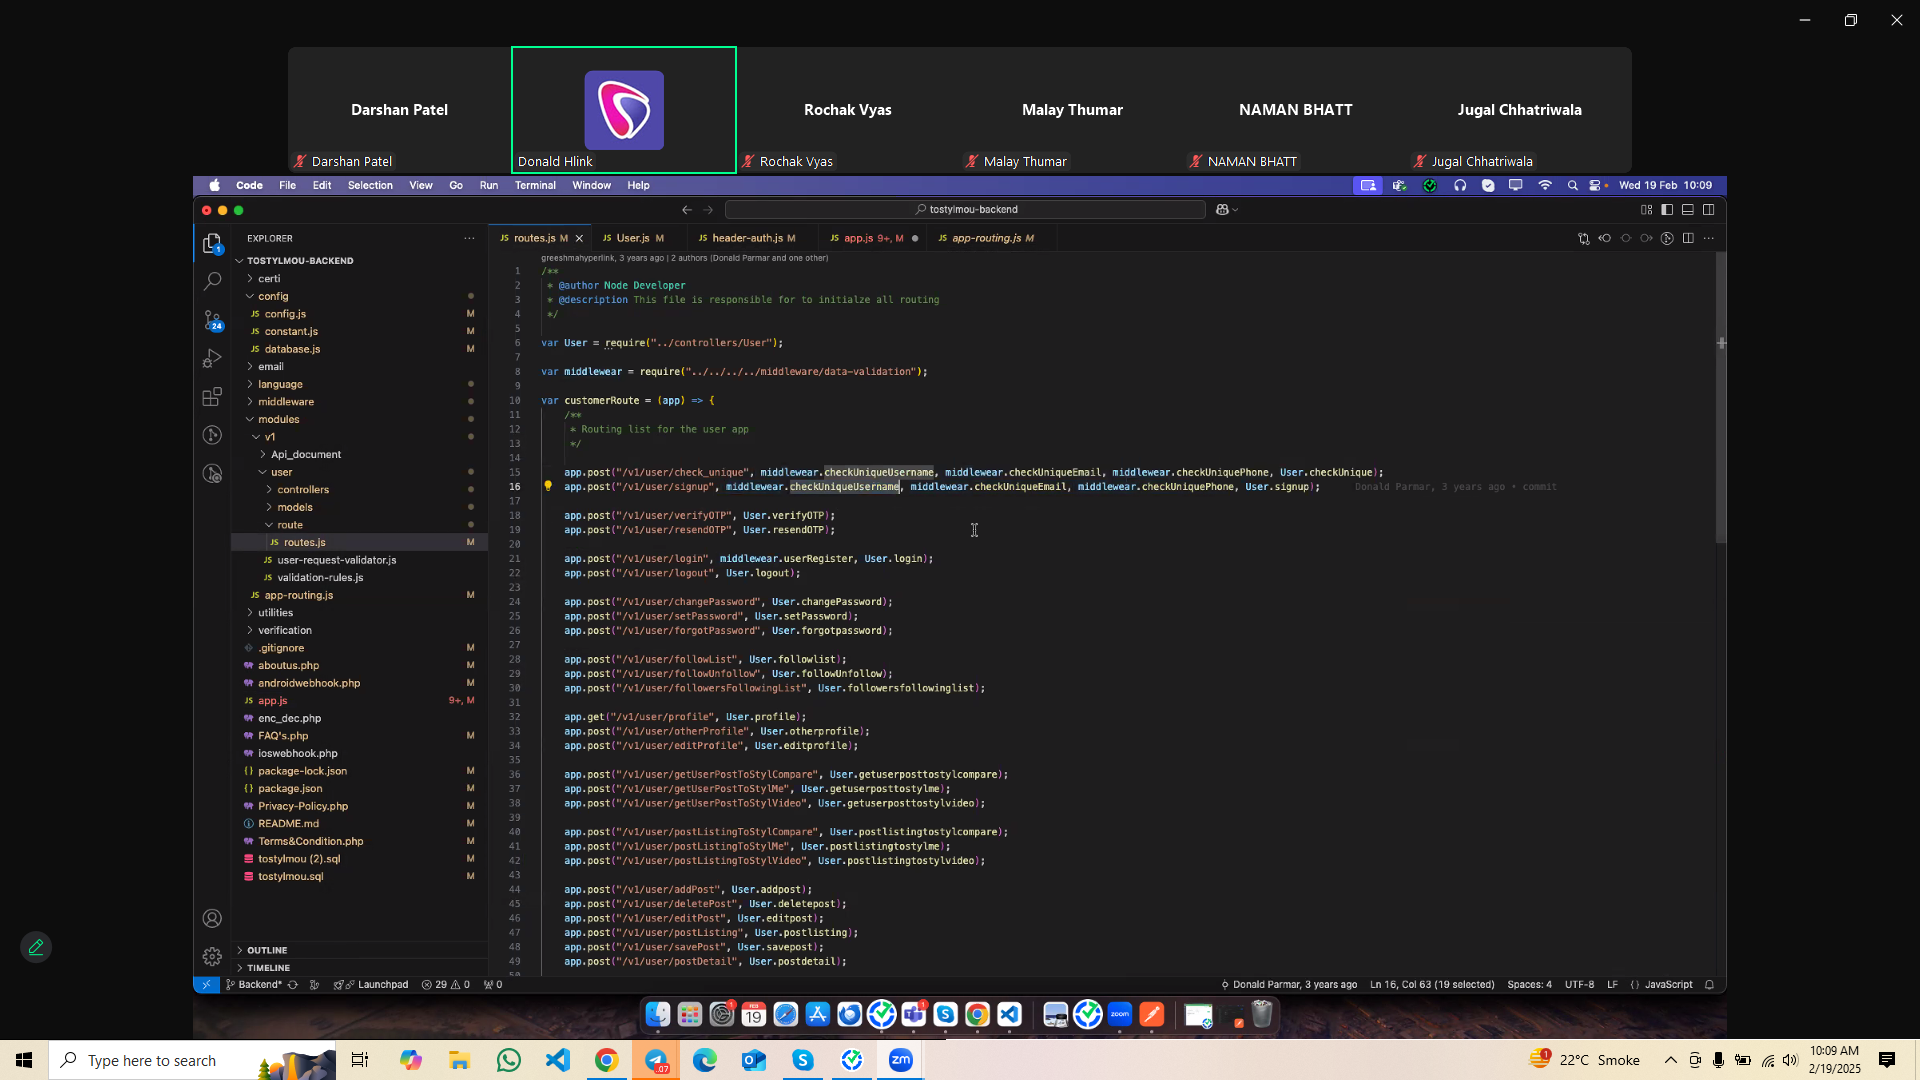 Darshan Patel
Rochak Vyas
Malay Thumar
NAMAN BHATT
Jugal Chhatriwala
Darshan Patel
Donald Hlink
Rochak Vyas
Malay Thumar
NAMAN BHATT
Jugal Chhatriwala
Code File Edit Selection View Go Run Terminal Window Help
Wed 19 Feb 10:09
tostylmou-backend
EXPLORER
routes.js M
User.js M
header-auth.js M
app.js 9+, M
app-routing.js M
TOSTYLMOU-BACKEND
certi
config
config.js M
constant.js M
database.js M
email
language
middleware
modules
v1
Api_document
user
controllers
models
route
routes.js M
user-request-validator.js
validation-rules.js
app-routing.js M
utilities
verification
.gitignore M
aboutus.php M
androidwebhook.php M
app.js 9+, M
enc_dec.php
FAQ's.php M
ioswebhook.php
package-lock.json M
package.json M
Privacy-Policy.php M
README.md M
Terms&Condition.php M
tostylmou (2).sql M
tostylmou.sql M
OUTLINE
TIMELINE
1
24
greeshmahyperlink, 3 years ago | 2 authors (Donald Parmar and one other)
1 /**
2 * @author Node Developer
3 * @description This file is responsible for to initialze all routing
4 */
5
6 var User = require("../controllers/User");
7
8 var middlewear = require("../../../../middleware/data-validation");
9
10 var customerRoute = (app) => {
11 /**
12 * Routing list for the user app
13 */
14
15 app.post("/v1/user/check_unique", middlewear.checkUniqueUsername, middlewear.checkUniqueEmail, middlewear.checkUniquePhone, User.checkUnique);
16 app.post("/v1/user/signup", middlewear.checkUniqueUsername, middlewear.checkUniqueEmail, middlewear.checkUniquePhone, User.signup); Donald Parmar, 3 years ago • commit
17
18 app.post("/v1/user/verifyOTP", User.verifyOTP);
19 app.post("/v1/user/resendOTP", User.resendOTP);
20
21 app.post("/v1/user/login", middlewear.userRegister, User.login);
22 app.post("/v1/user/logout", User.logout);
23
24 app.post("/v1/user/changePassword", User.changePassword);
25 app.post("/v1/user/setPassword", User.setPassword);
26 app.post("/v1/user/forgotPassword", User.forgotpassword);
27
28 app.post("/v1/user/followList", User.followlist);
29 app.post("/v1/user/followUnfollow", User.followUnfollow);
30 app.post("/v1/user/followersFollowingList", User.followersfollowinglist);
31
32 app.get("/v1/user/profile", User.profile);
33 app.post("/v1/user/otherProfile", User.otherprofile);
34 app.post("/v1/user/editProfile", User.editprofile);
35
36 app.post("/v1/user/getUserPostToStylCompare", User.getuserposttostylcompare);
37 app.post("/v1/user/getUserPostToStylMe", User.getuserposttostylme);
38 app.post("/v1/user/getUserPostToStylVideo", User.getuserposttostylvideo);
39
40 app.post("/v1/user/postListingToStylCompare", User.postlistingtostylcompare);
41 app.post("/v1/user/postListingToStylMe", User.postlistingtostylme);
42 app.post("/v1/user/postListingToStylVideo", User.postlistingtostylvideo);
43
44 app.post("/v1/user/addPost", User.addpost);
45 app.post("/v1/user/deletePost", User.deletepost);
46 app.post("/v1/user/editPost", User.editpost);
47 app.post("/v1/user/postListing", User.postlisting);
48 app.post("/v1/user/savePost", User.savepost);
49 app.post("/v1/user/postDetail", User.postdetail);
Backend* Launchpad 29 0 0
Donald Parmar, 3 years ago Ln 16, Col 63 (19 selected) Spaces: 4 UTF-8 LF {} JavaScript
19
zoom
Type here to search
.07
zm
1
22°C Smoke
10:09 AM
2/19/2025